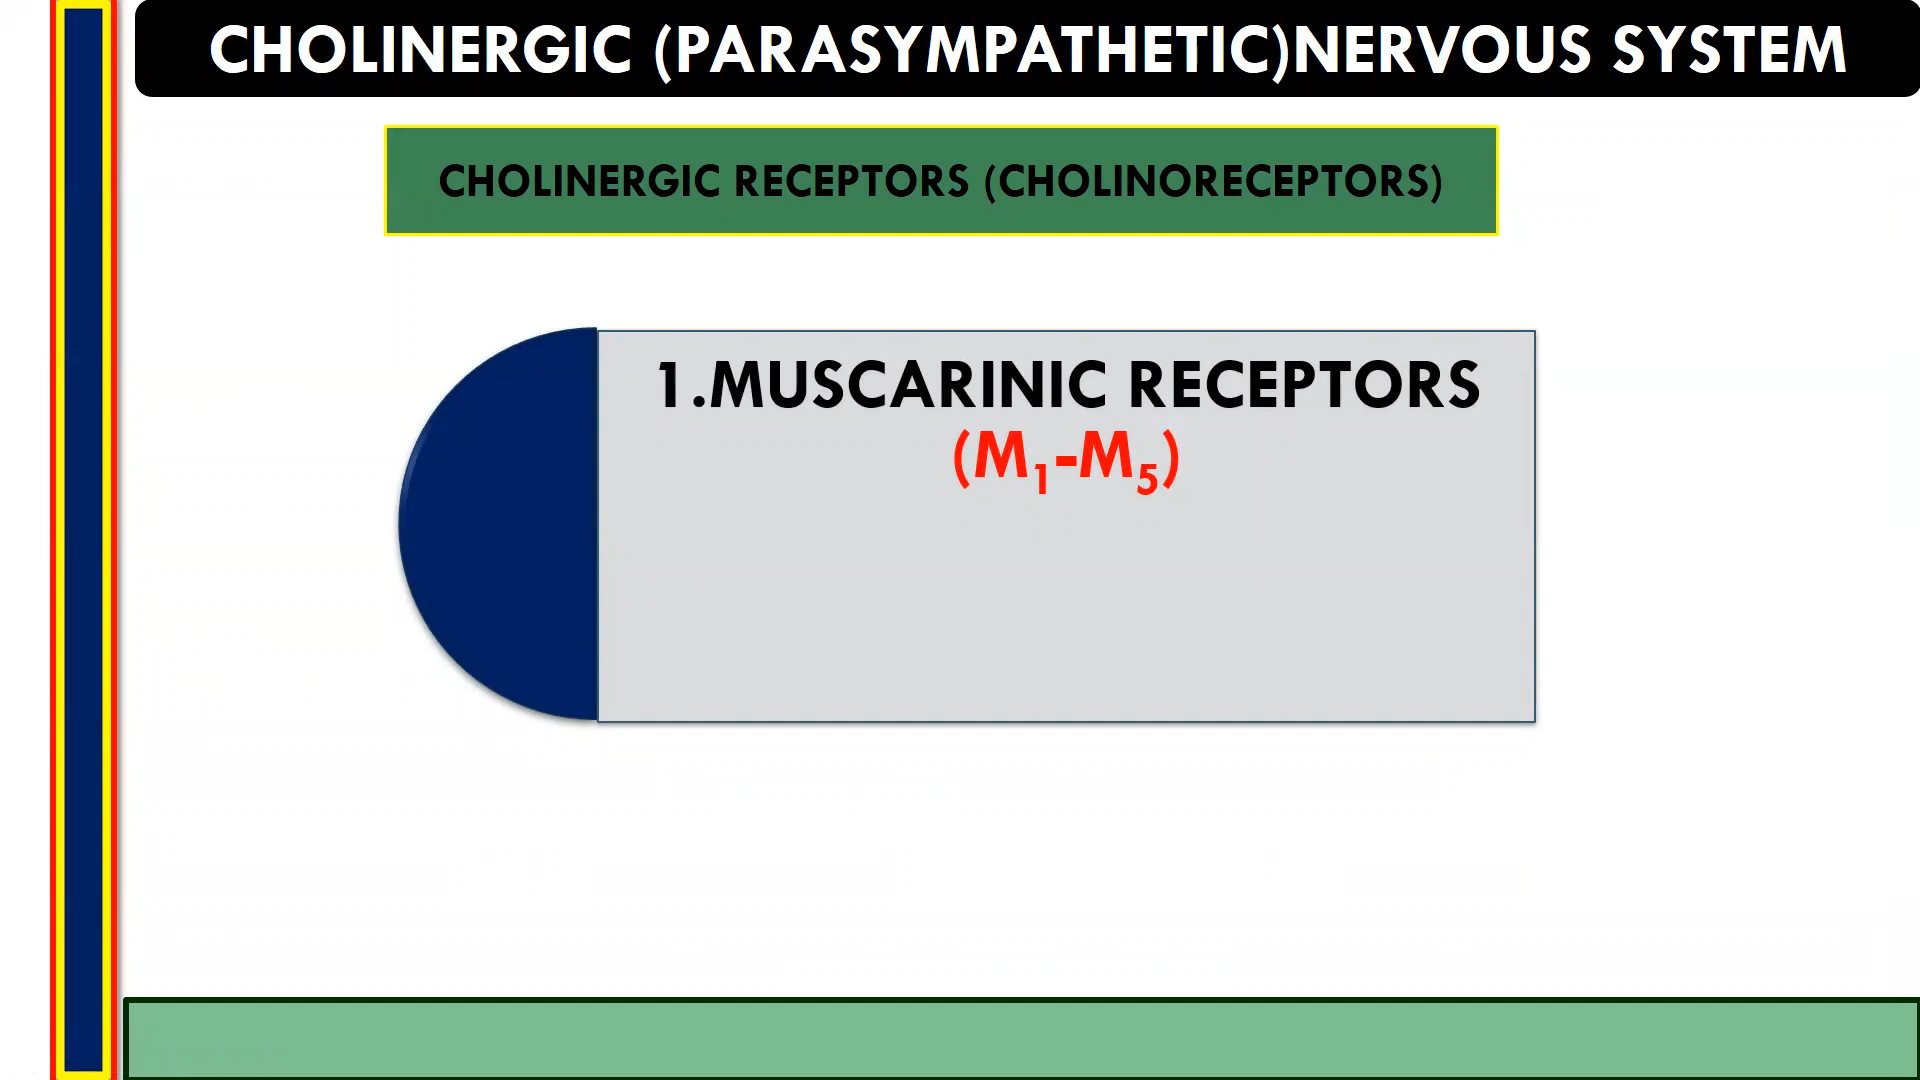 CHOLINERGIC (PARASYMPATHETIC)NERVOUS SYSTEM
CHOLINERGIC RECEPTORS (CHOLINORECEPTORS)
1.MUSCARINIC RECEPTORS
(M₁-M₅)